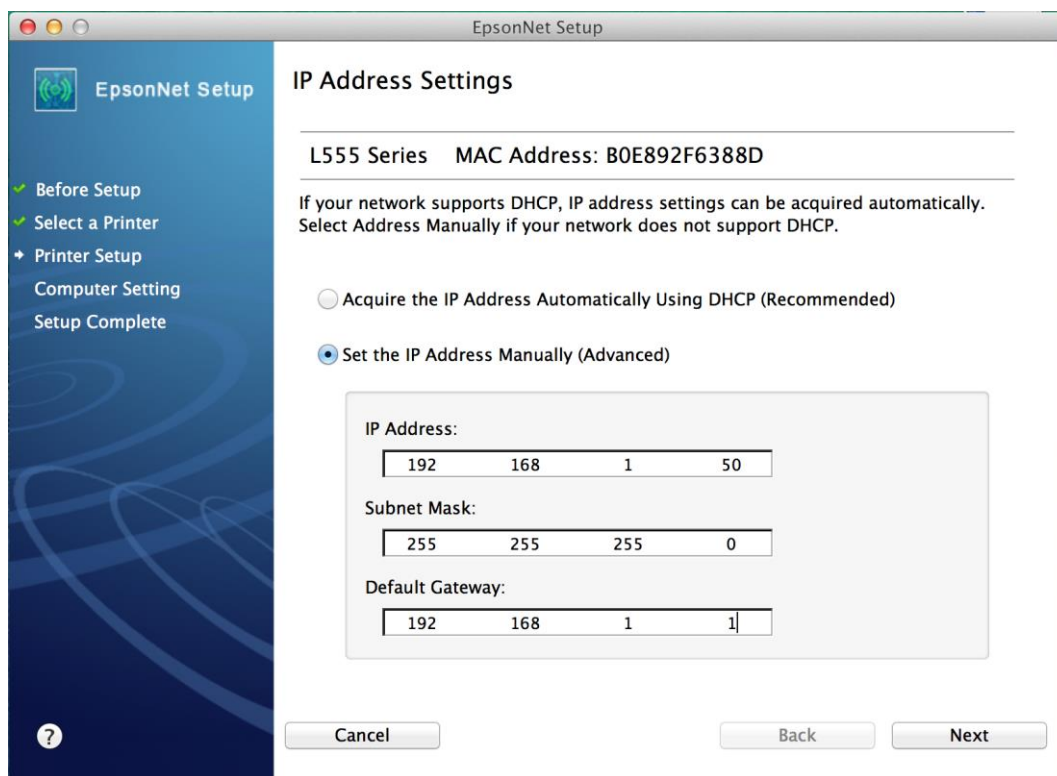 EpsonNet Setup
EpsonNet Setup
Before Setup
Select a Printer
Printer Setup
Computer Setting
Setup Complete
?
IP Address Settings
L555 Series MAC Address: B0E892F6388D
If your network supports DHCP, IP address settings can be acquired automatically.
Select Address Manually if your network does not support DHCP.
Acquire the IP Address Automatically Using DHCP (Recommended)
Set the IP Address Manually (Advanced)
IP Address:
192 168 1 50
Subnet Mask:
255 255 255 0
Default Gateway:
192 168 1 1
Cancel Back Next